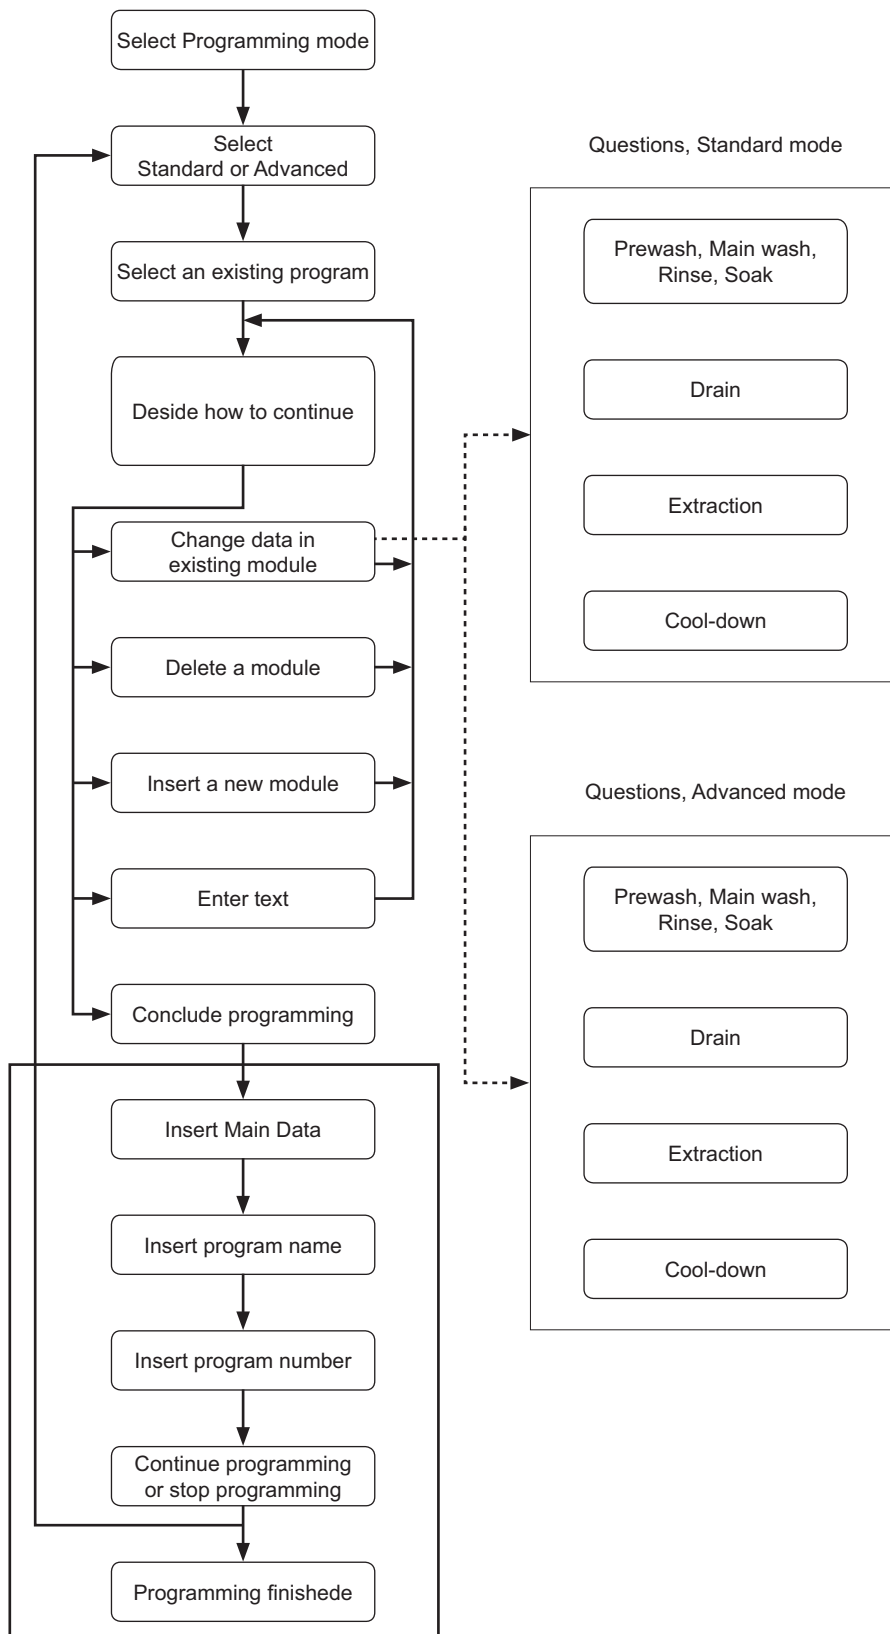 Select Programming mode
Select
Standard or Advanced
Select an existing program
Deside how to continue
Change data in
existing module
Delete a module
Insert a new module
Enter text
Conclude programming
Insert Main Data
Insert program name
Insert program number
Continue programming
or stop programming
Programming finishede
Questions, Standard mode
Prewash, Main wash,
Rinse, Soak
Drain
Extraction
Cool-down
Questions, Advanced mode
Prewash, Main wash,
Rinse, Soak
Drain
Extraction
Cool-down